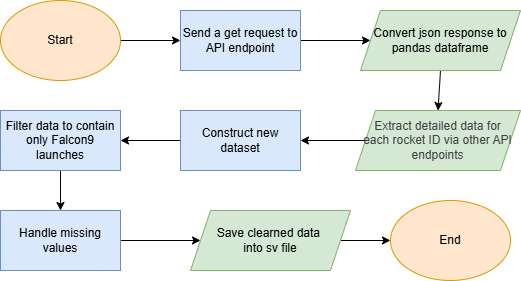 Start
Send a get request to
API endpoint
Convert json response to
pandas dataframe
Extract detailed data for
each rocket ID via other API
endpoints
Construct new
dataset
Filter data to contain
only Falcon9
launches
Handle missing
values
Save clearned data
into sv file
End